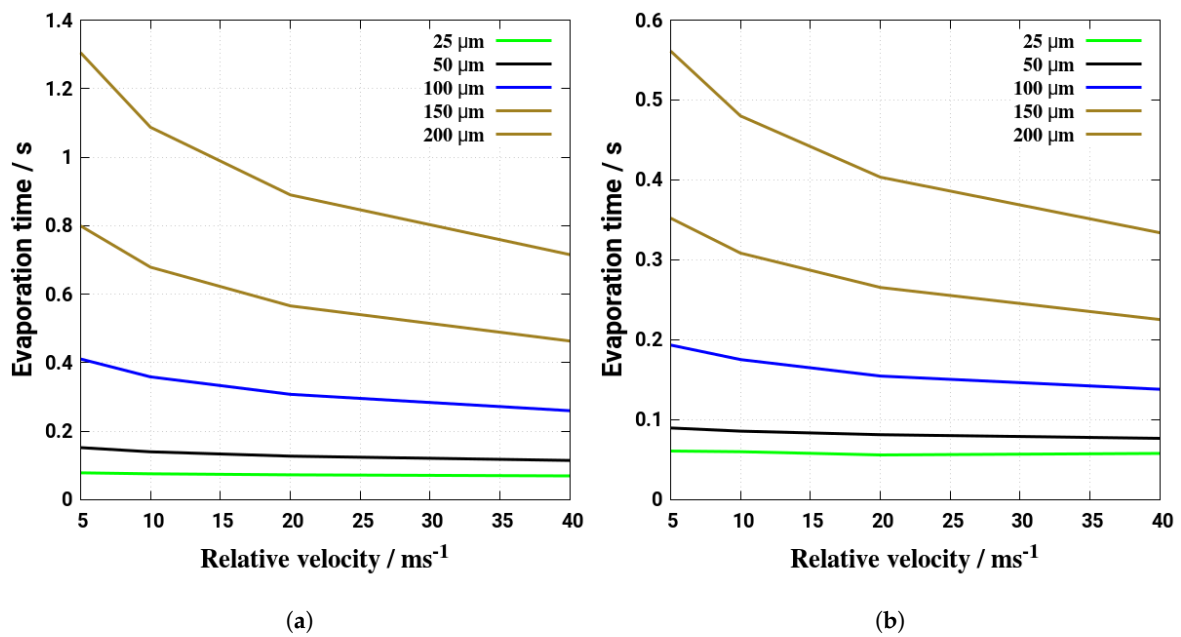 1.4
1.2
1
0.8
0.6
0.4
0.2
0
Evaporation time / s
25 μm
50 μm
100 μm
150 μm
200 μm
5 10 15 20 25 30 35 40
Relative velocity / ms⁻¹
(a)
0.6
0.5
0.4
0.3
0.2
0.1
0
Evaporation time / s
25 μm
50 μm
100 μm
150 μm
200 μm
5 10 15 20 25 30 35 40
Relative velocity / ms⁻¹
(b)